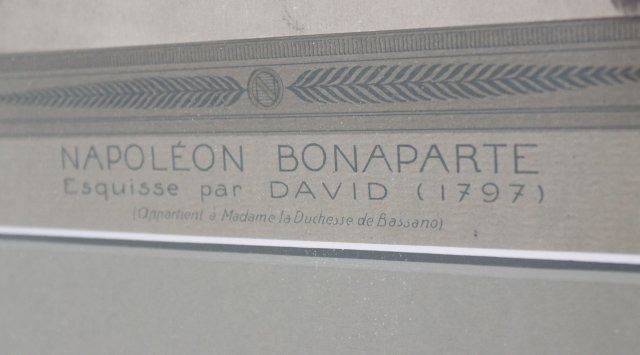 N
NAPOLÉON BONAPARTE
Esquisse par DAVID (1797)
(Appartient à Madame la Duchesse de Bassano)